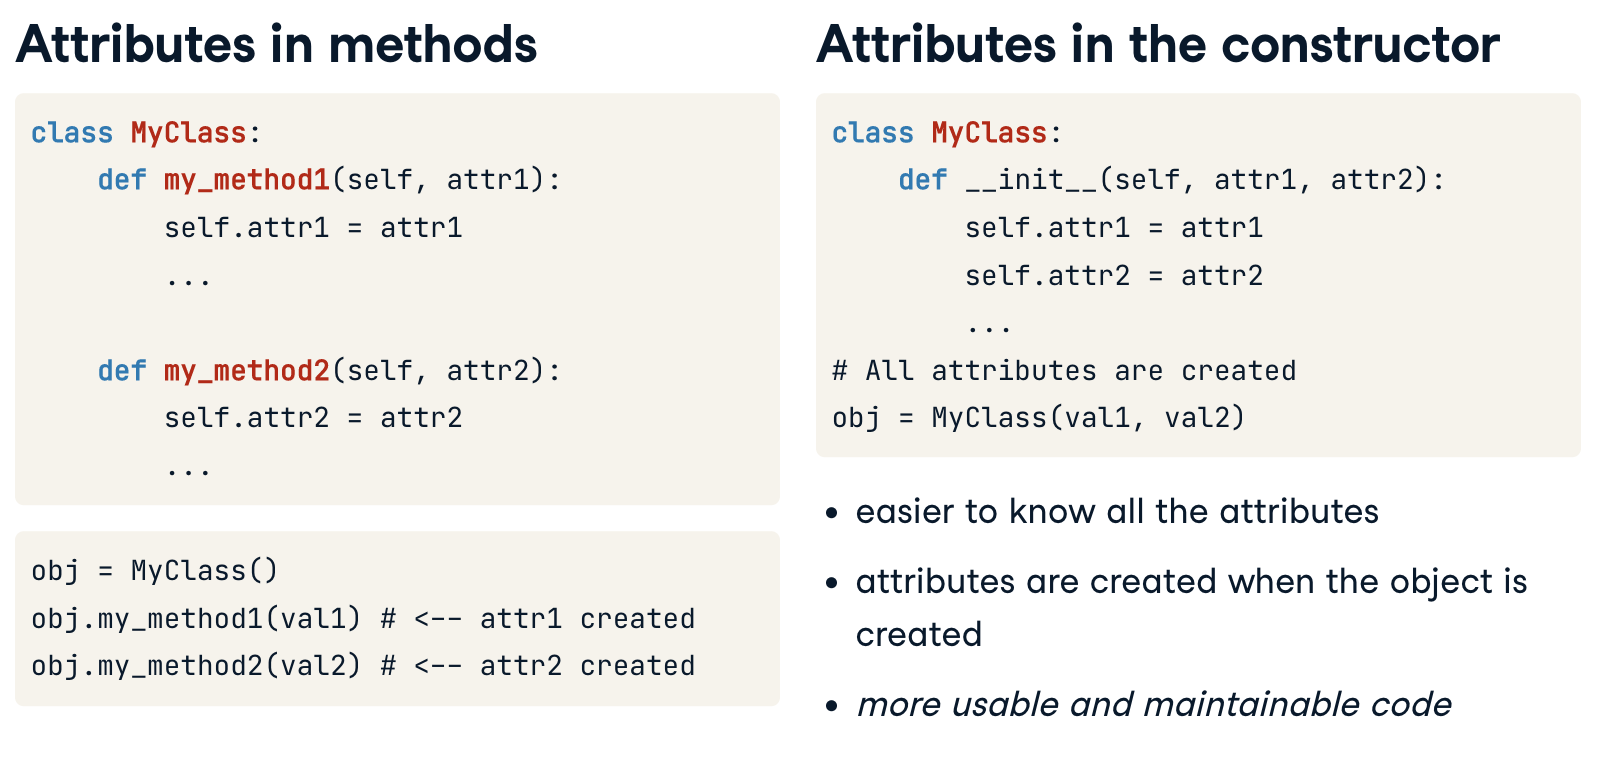 Attributes in methods
class MyClass:
    def my_method1(self, attr1):
        self.attr1 = attr1
        ...

    def my_method2(self, attr2):
        self.attr2 = attr2
        ...
obj = MyClass()
obj.my_method1(val1) # <-- attr1 created
obj.my_method2(val2) # <-- attr2 created
Attributes in the constructor
class MyClass:
    def __init__(self, attr1, attr2):
        self.attr1 = attr1
        self.attr2 = attr2
        ...
# All attributes are created
obj = MyClass(val1, val2)
• easier to know all the attributes
• attributes are created when the object is
created
• more usable and maintainable code